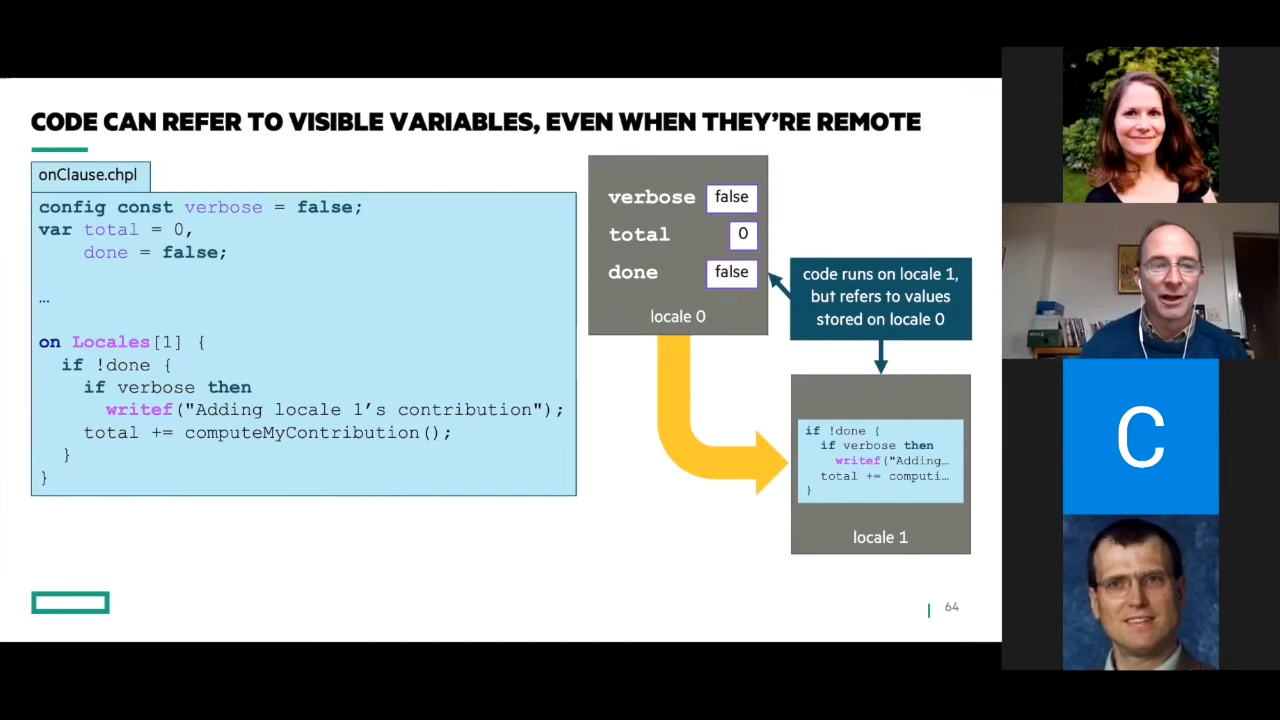 CODE CAN REFER TO VISIBLE VARIABLES, EVEN WHEN THEY'RE REMOTE
onClause.chpl
config const verbose = false;
var total = 0,
    done = false;
…
on Locales[1] {
  if !done {
    if verbose then
      writef("Adding locale 1's contribution");
    total += computeMyContribution();
  }
}
verbose false
total 0
done false
locale 0
code runs on locale 1,
but refers to values
stored on locale 0
if !done {
  if verbose then
    writef("Adding…
  total += computi…
}
locale 1
64
C